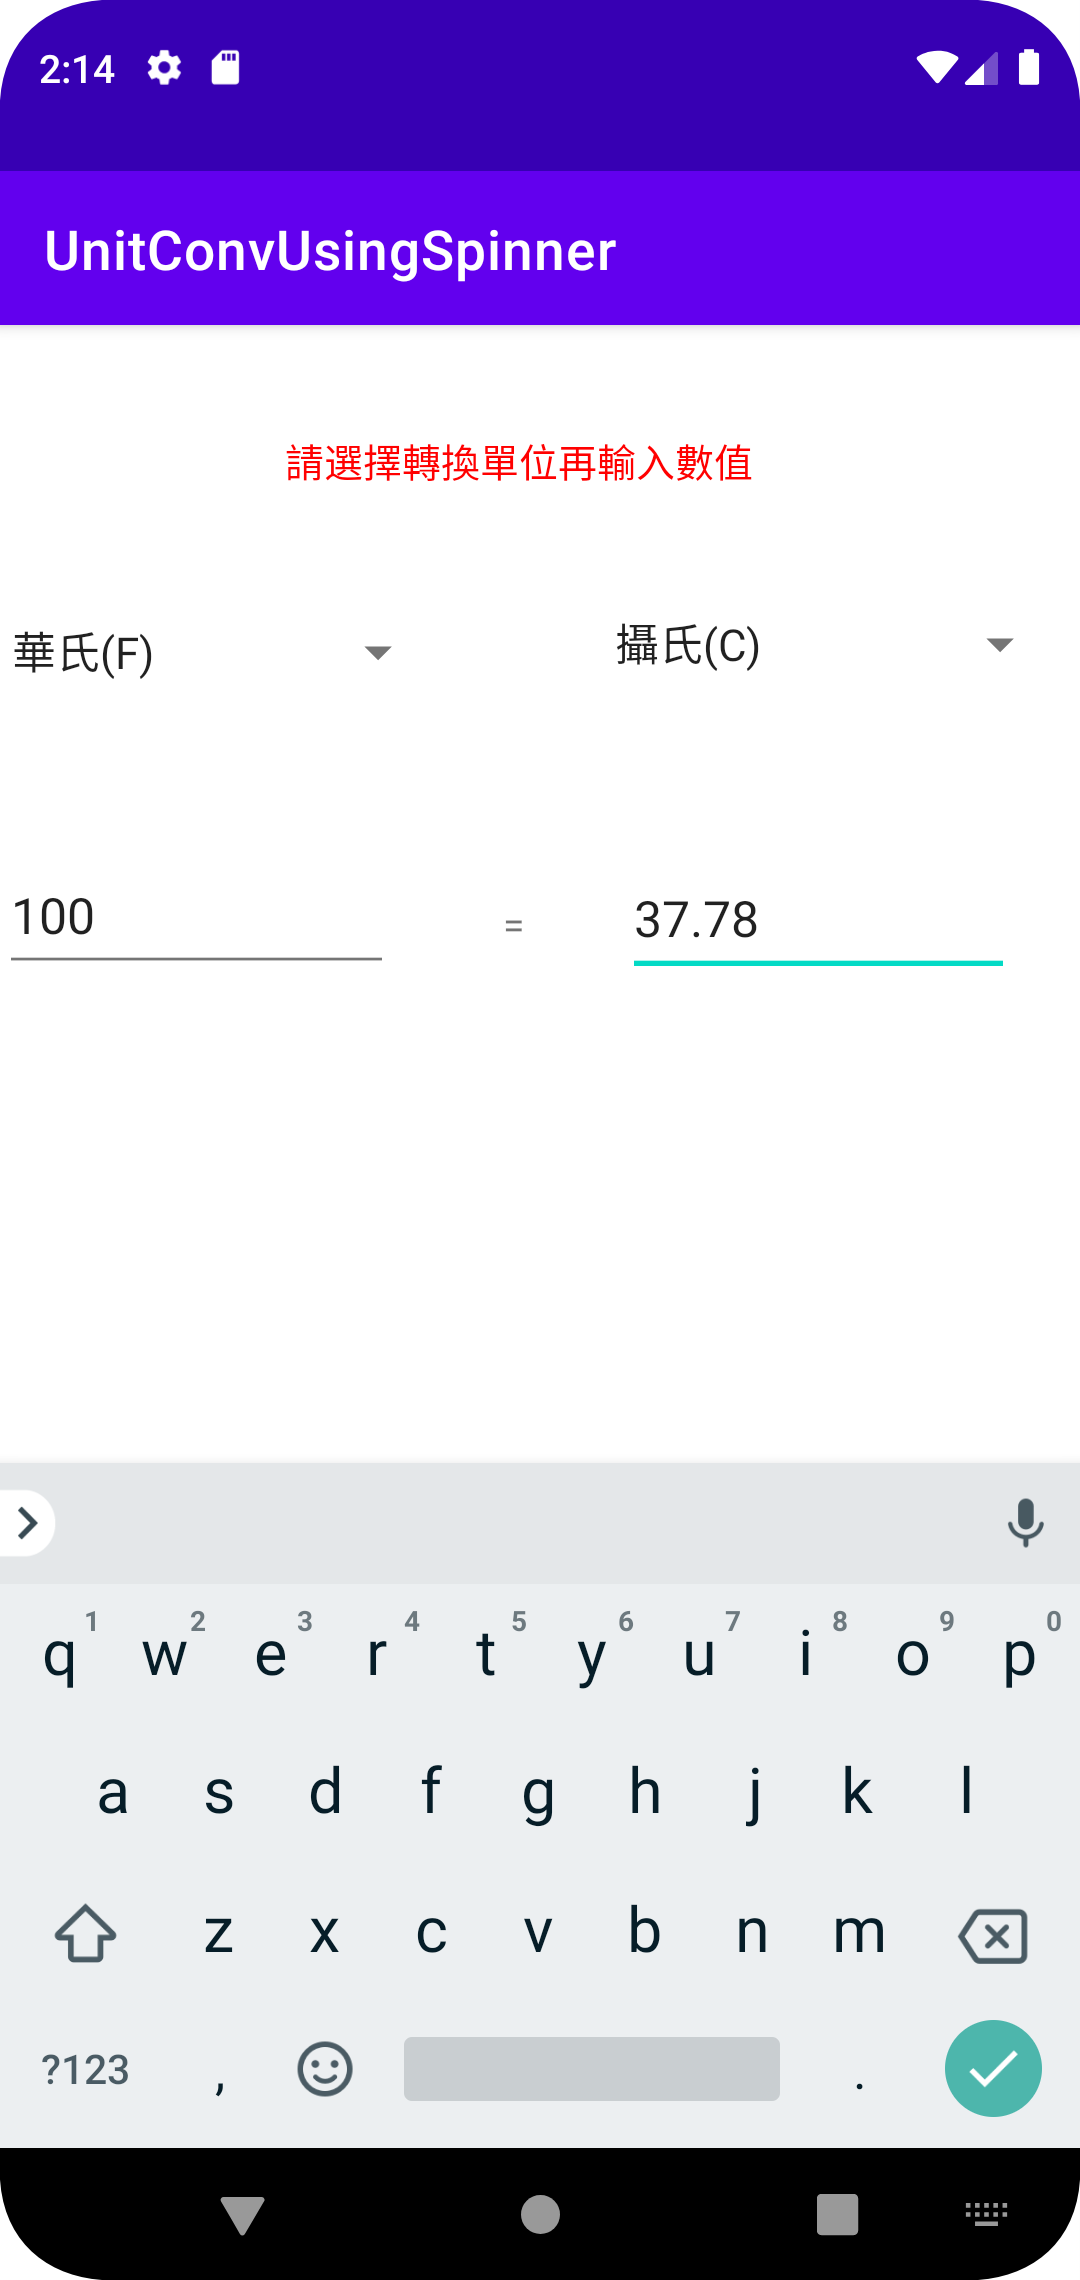 2:14
UnitConvUsingSpinner
請選擇轉換單位再輸入數值
華氏(F) 攝氏(C)
100 = 37.78
1 2 3 4 5 6 7 8 9 0
q w e r t y u i o p
a s d f g h j k l
z x c v b n m
?123 , .